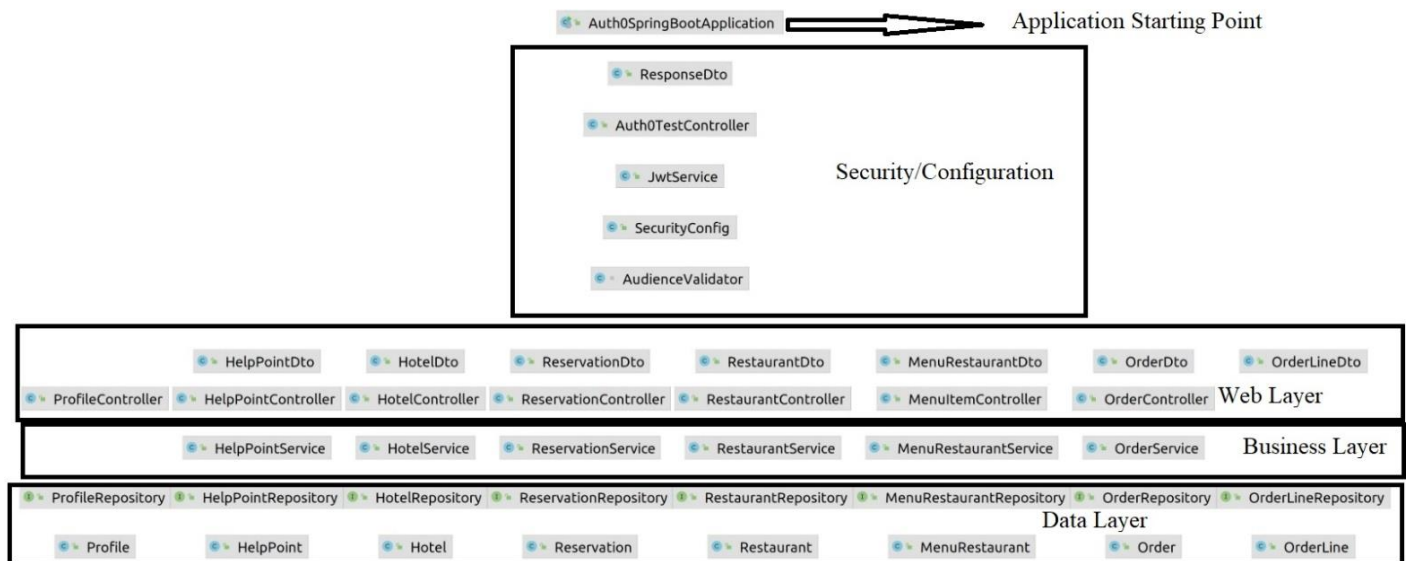 Auth0SpringBootApplication Application Starting Point
ResponseDto
Auth0TestController
JwtService Security/Configuration
SecurityConfig
AudienceValidator
HelpPointDto HotelDto ReservationDto RestaurantDto MenuRestaurantDto OrderDto OrderLineDto
ProfileController HelpPointController HotelController ReservationController RestaurantController MenuItemController OrderController Web Layer
HelpPointService HotelService ReservationService RestaurantService MenuRestaurantService OrderService Business Layer
ProfileRepository HelpPointRepository HotelRepository ReservationRepository RestaurantRepository MenuRestaurantRepository OrderRepository OrderLineRepository
Data Layer
Profile HelpPoint Hotel Reservation Restaurant MenuRestaurant Order OrderLine